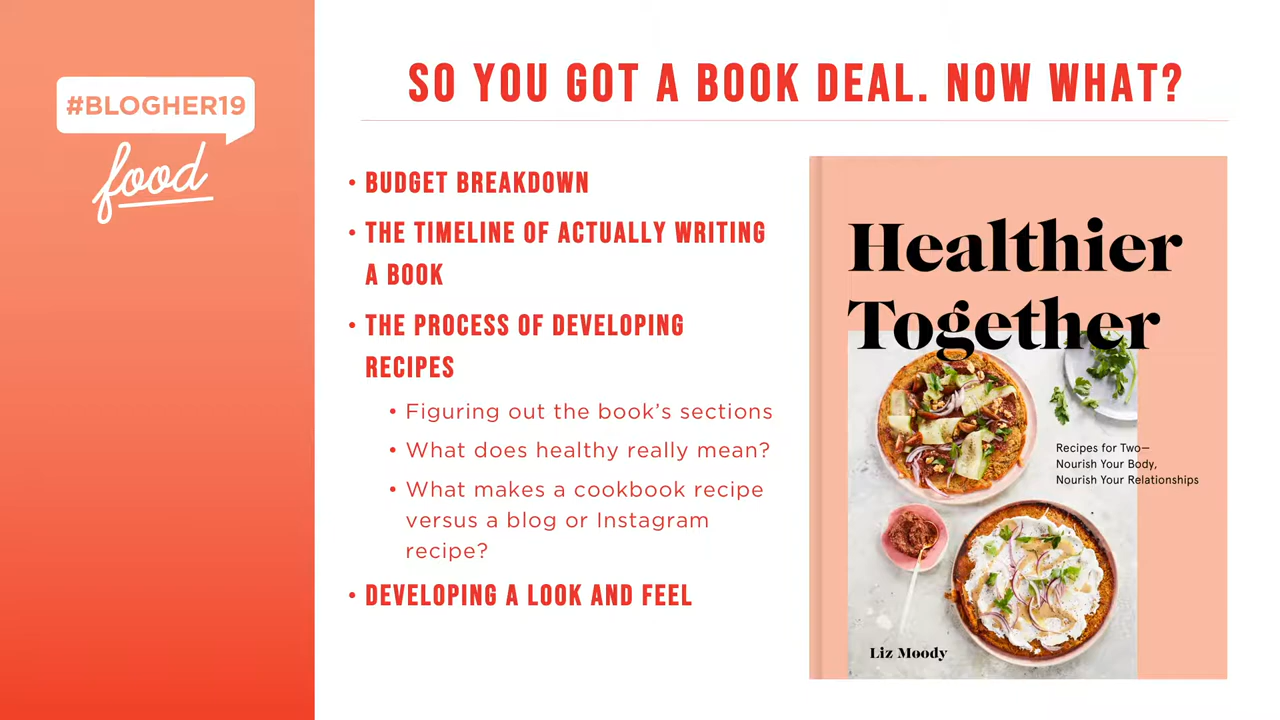 #BLOGHER19
food
SO YOU GOT A BOOK DEAL. NOW WHAT?
• BUDGET BREAKDOWN
• THE TIMELINE OF ACTUALLY WRITING
A BOOK
• THE PROCESS OF DEVELOPING
RECIPES
• Figuring out the book's sections
• What does healthy really mean?
• What makes a cookbook recipe
versus a blog or Instagram
recipe?
• DEVELOPING A LOOK AND FEEL
Healthier
Together
Recipes for Two—
Nourish Your Body,
Nourish Your Relationships
Liz Moody